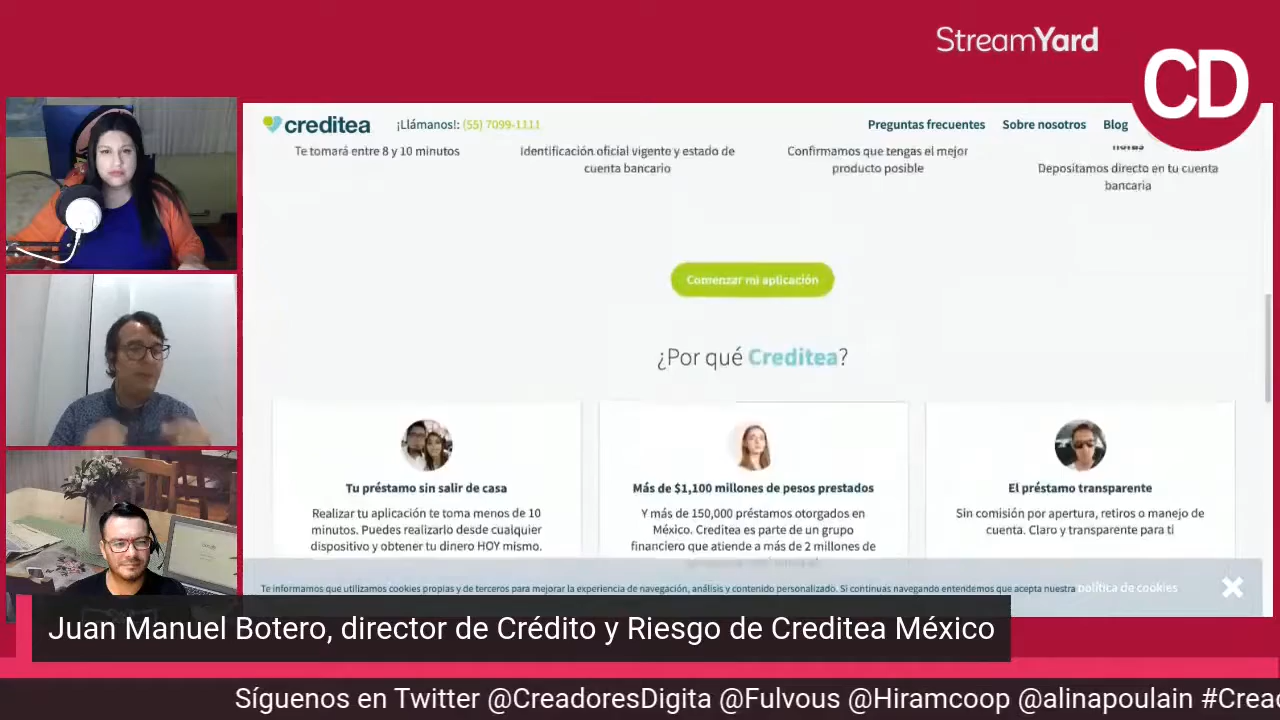 StreamYard
CD
creditea
¡Llámanos!: (55) 7099-1111
Preguntas frecuentes
Sobre nosotros
Blog
Te tomará entre 8 y 10 minutos
Identificación oficial vigente y estado de
cuenta bancario
Confirmamos que tengas el mejor
producto posible
horas
Depositamos directo en tu cuenta
bancaria
Comenzar mi aplicación
¿Por qué Creditea?
Tu préstamo sin salir de casa
Realizar tu aplicación te toma menos de 10
minutos. Puedes realizarlo desde cualquier
dispositivo y obtener tu dinero HOY mismo.
Más de $1,100 millones de pesos prestados
Y más de 150,000 préstamos otorgados en
México. Creditea es parte de un grupo
financiero que atiende a más de 2 millones de
El préstamo transparente
Sin comisión por apertura, retiros o manejo de
cuenta. Claro y transparente para ti
Te informamos que utilizamos cookies propias y de terceros para mejorar la experiencia de navegación, análisis y contenido personalizado. Si continuas navegando entendemos que acepta nuestra política de cookies
Juan Manuel Botero, director de Crédito y Riesgo de Creditea México
Síguenos en Twitter @CreadoresDigita @Fulvous @Hiramcoop @alinapoulain #Crea